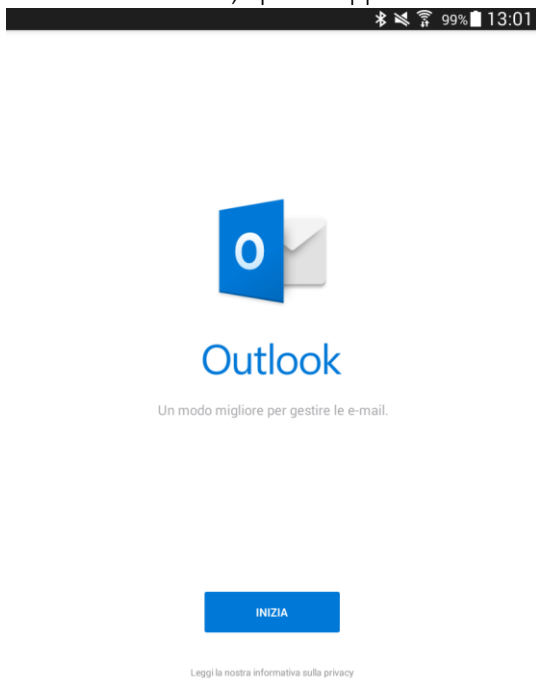 99% 13:01
O
Outlook
Un modo migliore per gestire le e-mail.
INIZIA
Leggi la nostra informativa sulla privacy